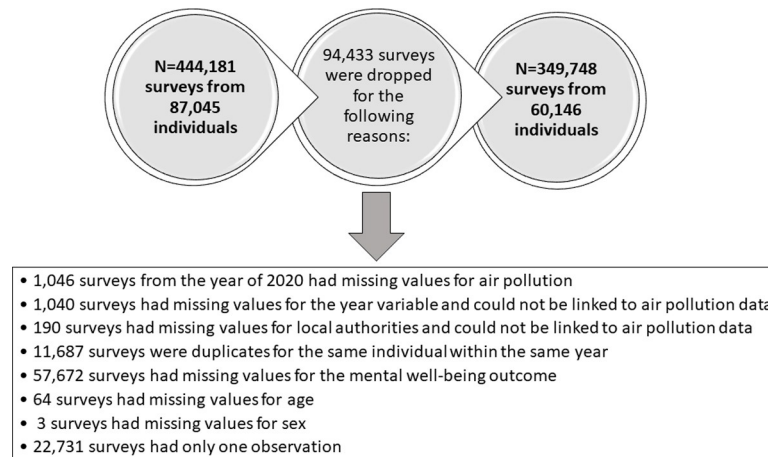 N=444,181
surveys from
87,045
individuals
94,433 surveys
were dropped
for the
following
reasons:
N=349,748
surveys from
60,146
individuals
• 1,046 surveys from the year of 2020 had missing values for air pollution
• 1,040 surveys had missing values for the year variable and could not be linked to air pollution data
• 190 surveys had missing values for local authorities and could not be linked to air pollution data
• 11,687 surveys were duplicates for the same individual within the same year
• 57,672 surveys had missing values for the mental well-being outcome
• 64 surveys had missing values for age
• 3 surveys had missing values for sex
• 22,731 surveys had only one observation